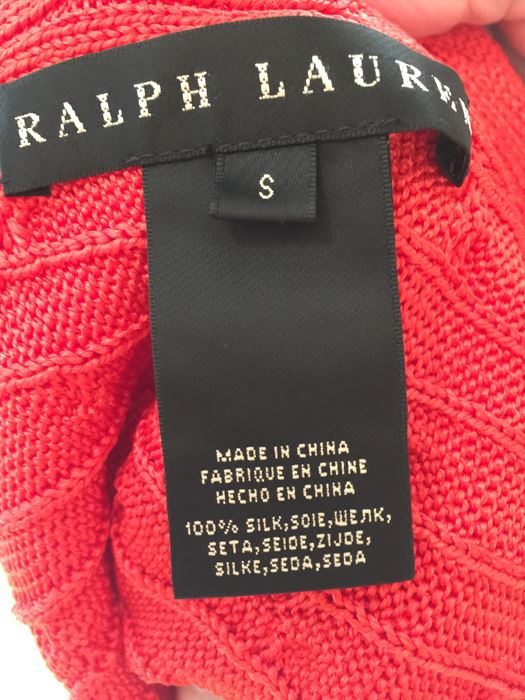 RALPH LAUREN
S
MADE IN CHINA
FABRIQUE EN CHINE
HECHO EN CHINA
100% SILK,SOIE,ШЕЛК,
SETA,SEIDE,ZIJDE,
SILKE,SEDA,SEDA